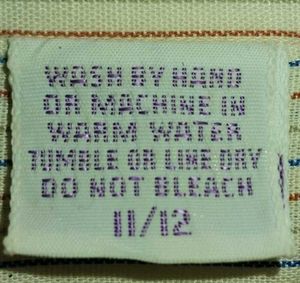 WASH BY HAND
OR MACHINE IN
WARM WATER
TUMBLE OR LINE DRY
DO NOT BLEACH
11/12